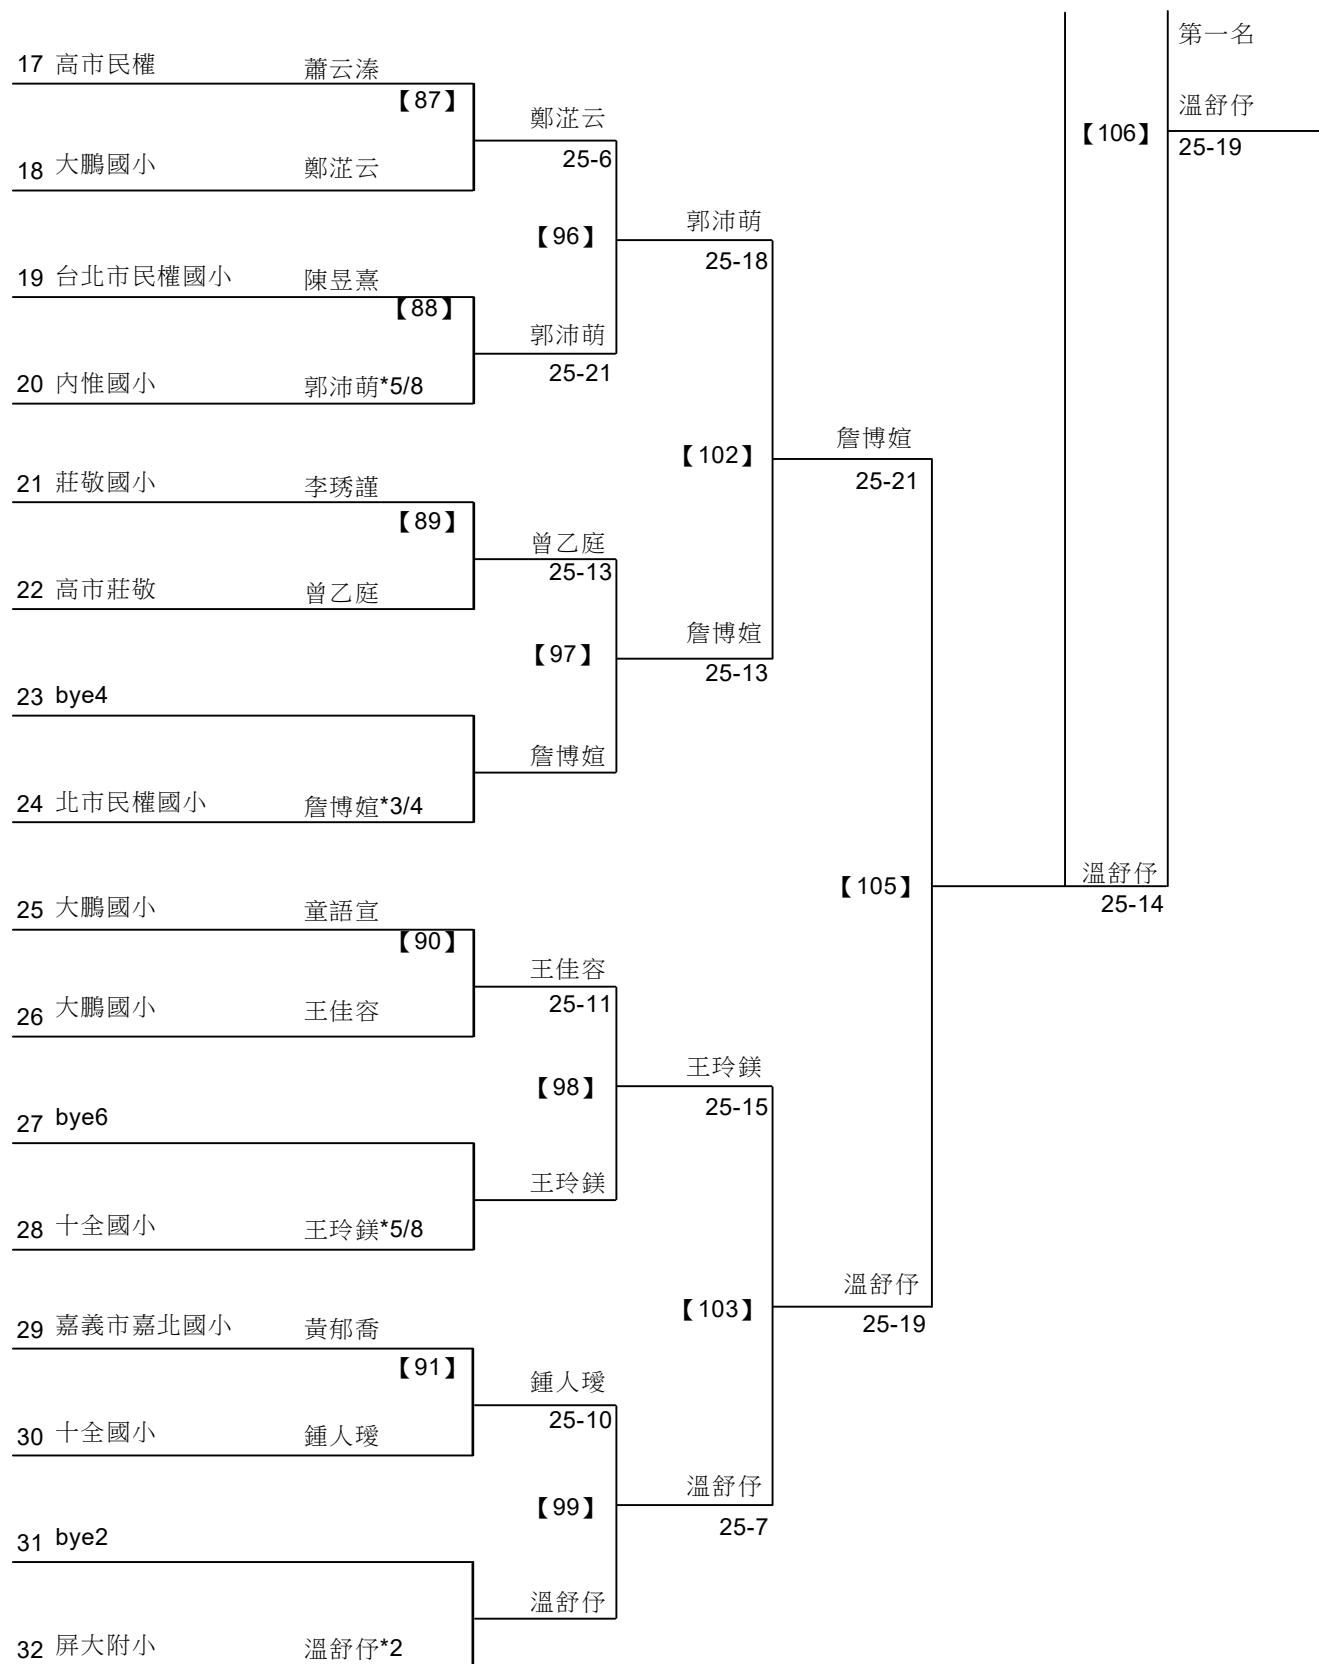 第一名
17 高市民權 蕭云溱
【87】
鄭茳云
溫舒伃
【106】
25-19
18 大鵬國小 鄭茳云
25-6
【96】
郭沛萌
25-18
19 台北市民權國小 陳昱熹
【88】
郭沛萌
25-21
20 內惟國小 郭沛萌*5/8
【102】
詹博媗
25-21
21 莊敬國小 李琇謹
【89】
曾乙庭
25-13
22 高市莊敬 曾乙庭
【97】
詹博媗
25-13
23 bye4
詹博媗
24 北市民權國小 詹博媗*3/4
【105】
溫舒伃
25-14
25 大鵬國小 童語宣
【90】
王佳容
25-11
26 大鵬國小 王佳容
【98】
王玲鎂
25-15
27 bye6
王玲鎂
28 十全國小 王玲鎂*5/8
【103】
溫舒伃
25-19
29 嘉義市嘉北國小 黃郁喬
【91】
鍾人璦
25-10
30 十全國小 鍾人璦
【99】
溫舒伃
25-7
31 bye2
溫舒伃
32 屏大附小 溫舒伃*2